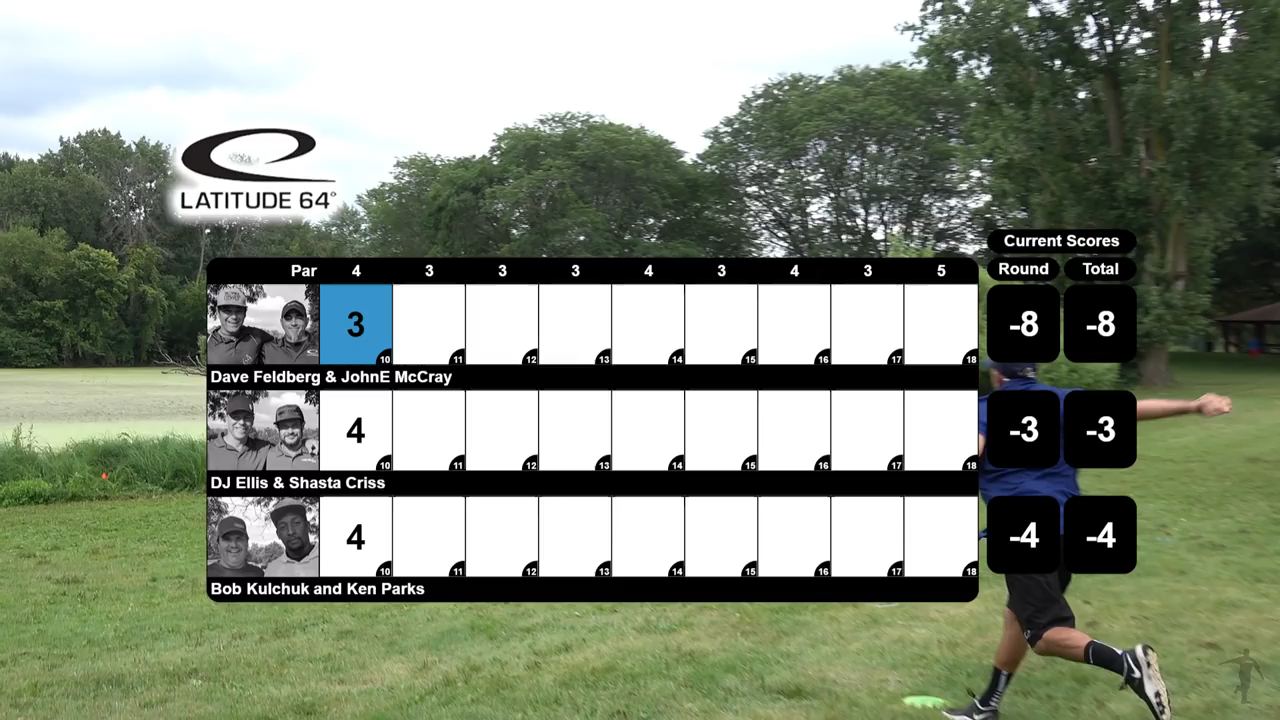 LATITUDE 64°
Current Scores
Par 4 3 3 3 4 3 4 3 5 Round Total
3 -8 -8
10 11 12 13 14 15 16 17 18
Dave Feldberg & JohnE McCray
4 -3 -3
10 11 12 13 14 15 16 17 18
DJ Ellis & Shasta Criss
4 -4 -4
10 11 12 13 14 15 16 17 18
Bob Kulchuk and Ken Parks